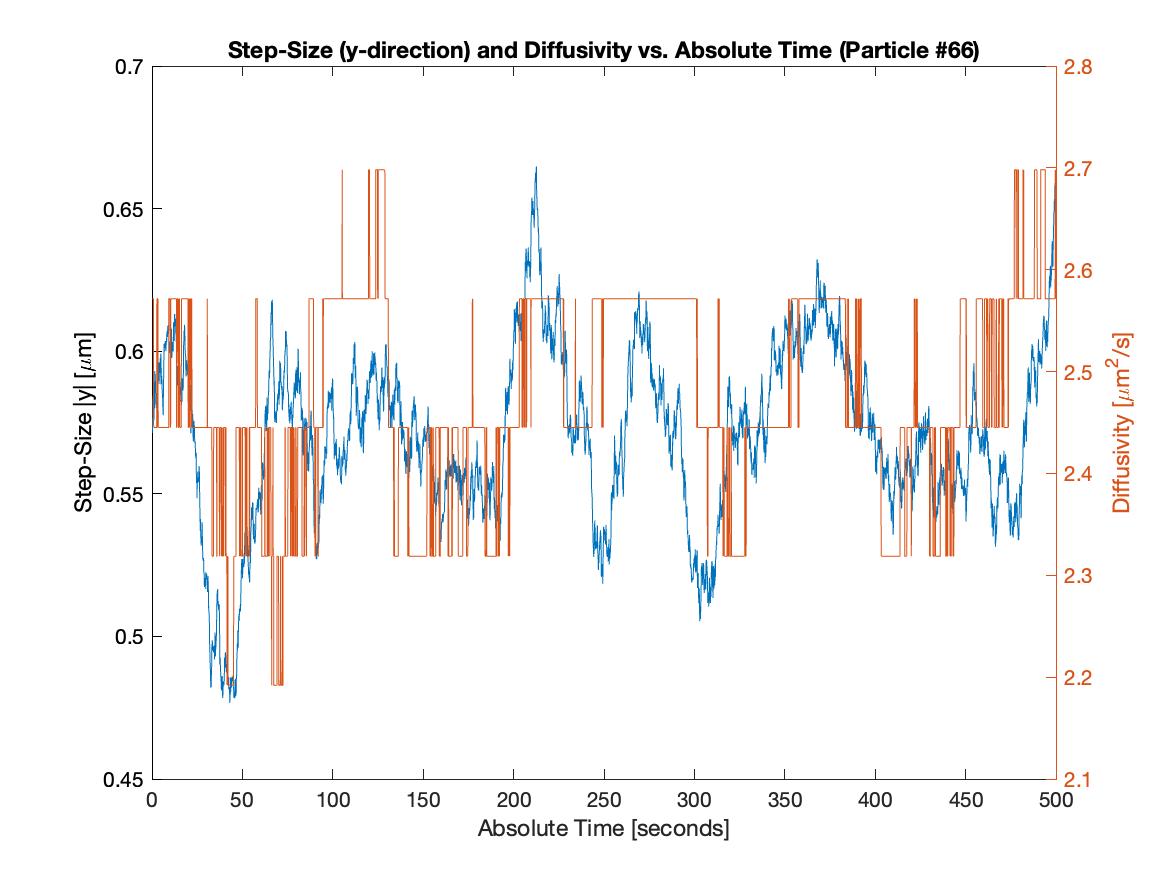 Step-Size (y-direction) and Diffusivity vs. Absolute Time (Particle #66)
0.7
0.65
0.6
0.55
0.5
0.45
Step-Size |y| [μm]
2.8
2.7
2.6
2.5
2.4
2.3
2.2
2.1
Diffusivity [μm²/s]
0 50 100 150 200 250 300 350 400 450 500
Absolute Time [seconds]